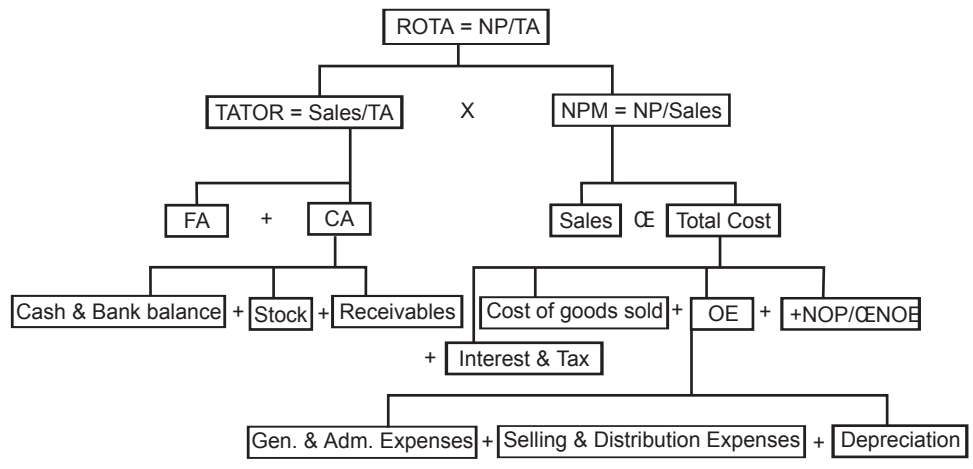 ROTA = NP/TA
TATOR = Sales/TA X NPM = NP/Sales
FA + CA Sales Œ Total Cost
Cash & Bank balance + Stock + Receivables Cost of goods sold + OE + +NOP/ŒNOE
+ Interest & Tax
Gen. & Adm. Expenses + Selling & Distribution Expenses + Depreciation